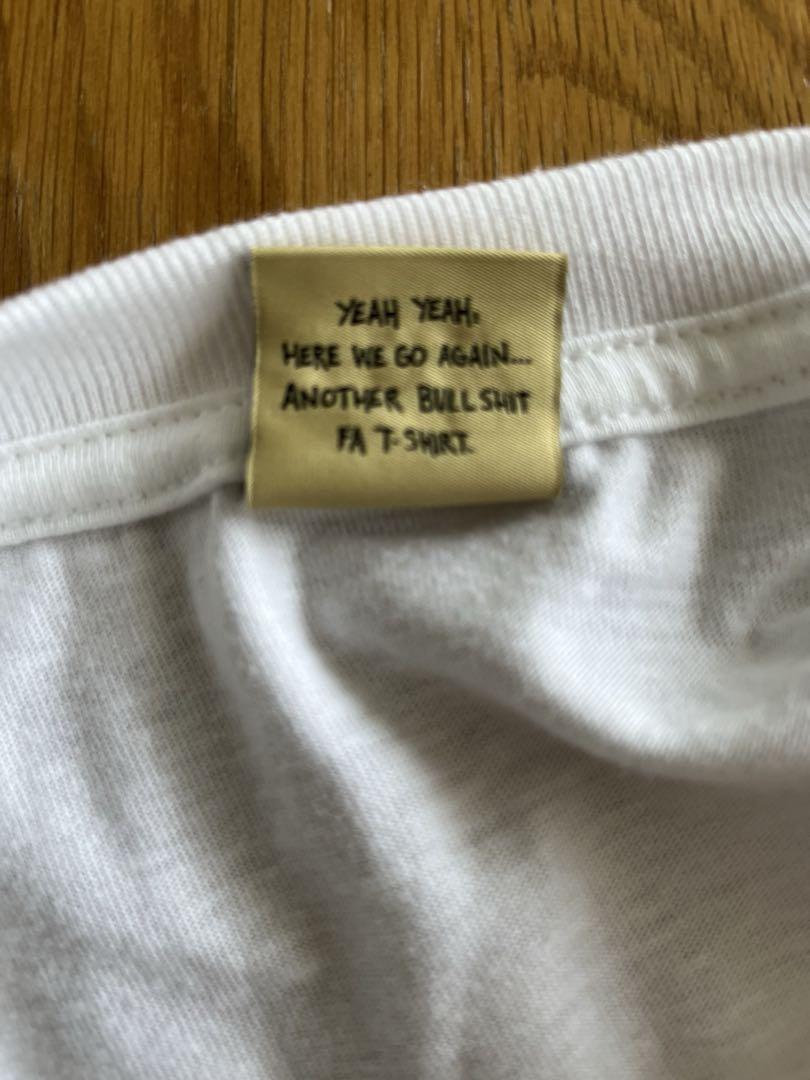 YEAH YEAH.
HERE WE GO AGAIN...
ANOTHER BULLSHIT
FA T-SHIRT.